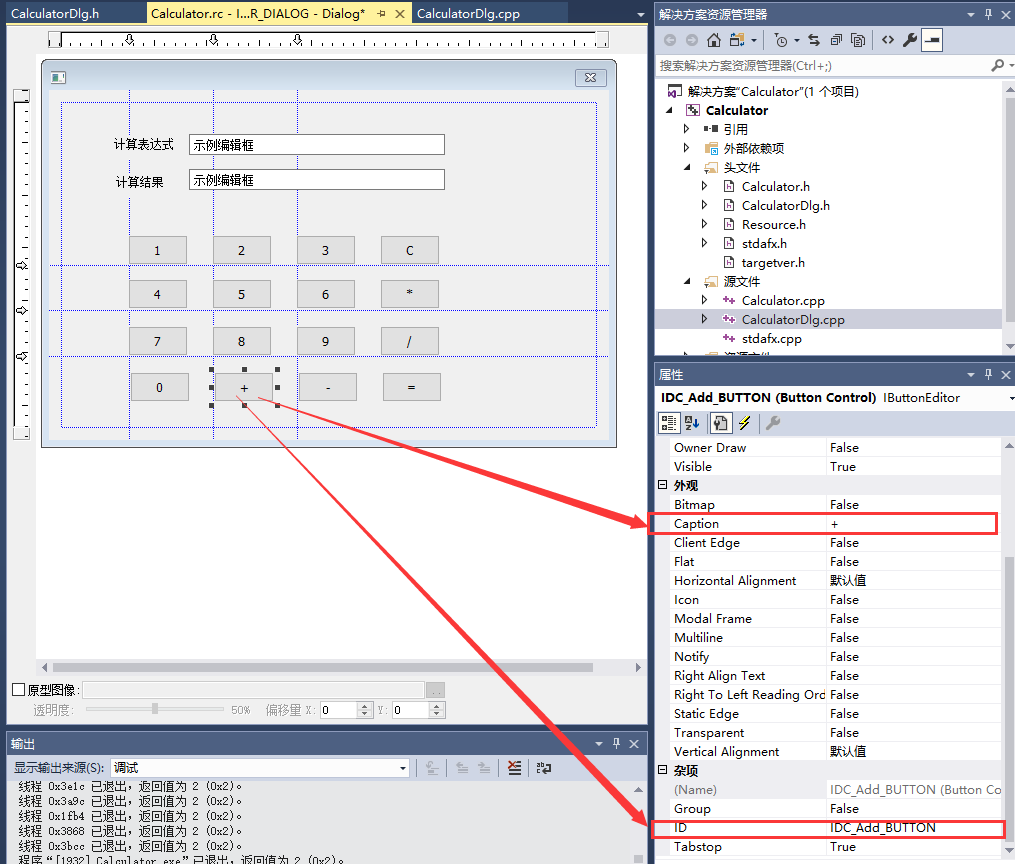 CalculatorDlg.h
Calculator.rc - I...R_DIALOG - Dialog*
CalculatorDlg.cpp
计算表达式
示例编辑框
计算结果
示例编辑框
1 2 3 C
4 5 6 *
7 8 9 /
0 + - =
原型图像:
...
透明度:
50%
偏移量 X:
0
Y:
0
输出
显示输出来源(S):
调试
线程 0x3e1c 已退出，返回值为 2 (0x2)。
线程 0x3a9c 已退出，返回值为 2 (0x2)。
线程 0x1fb4 已退出，返回值为 2 (0x2)。
线程 0x3868 已退出，返回值为 2 (0x2)。
线程 0x3bcc 已退出，返回值为 2 (0x2)。
程序“[1932] Calculator.exe”已退出，返回值为 2 (0x2)。
解决方案资源管理器
搜索解决方案资源管理器(Ctrl+;)
解决方案"Calculator"(1 个项目)
Calculator
引用
外部依赖项
头文件
Calculator.h
CalculatorDlg.h
Resource.h
stdafx.h
targetver.h
源文件
Calculator.cpp
CalculatorDlg.cpp
stdafx.cpp
资源文件
属性
IDC_Add_BUTTON (Button Control) IButtonEditor
Owner Draw False
Visible True
外观
Bitmap False
Caption +
Client Edge False
Flat False
Horizontal Alignment 默认值
Icon False
Modal Frame False
Multiline False
Notify False
Right Align Text False
Right To Left Reading Ord False
Static Edge False
Transparent False
Vertical Alignment 默认值
杂项
(Name) IDC_Add_BUTTON (Button Co
Group False
ID IDC_Add_BUTTON
Tabstop True